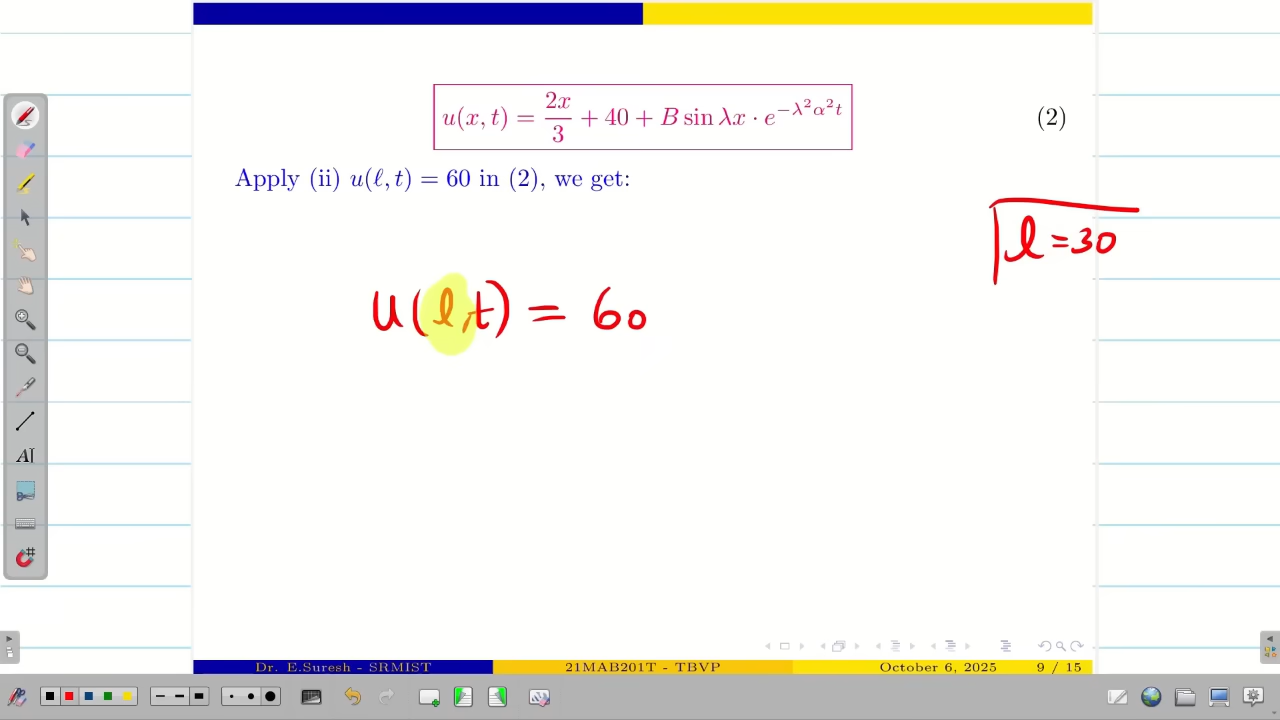 u(x, t) = 2x/3 + 40 + B sin λx · e^{−λ²α²t} (2)
Apply (ii) u(ℓ, t) = 60 in (2), we get:
l = 30
u(l,t) = 60
AI
Dr. E.Suresh - SRMIST 21MAB201T - TBVP October 6, 2025 9 / 15